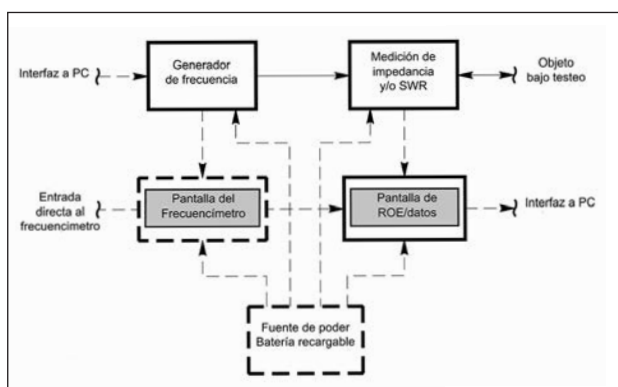 Interfaz a PC
Generador
de frecuencia
Medición de
impedancia
y/o SWR
Objeto
bajo testeo
Entrada
directa al
frecuencimetro
Pantalla del
Frecuencímetro
Pantalla de
ROE/datos
Interfaz a PC
Fuente de poder
Batería recargable